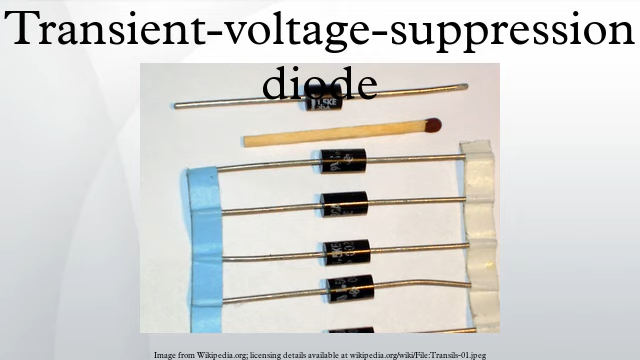 Transient-voltage-suppression
diode
Image from Wikipedia.org; licensing details available at wikipedia.org/wiki/File:Transils-01.jpeg